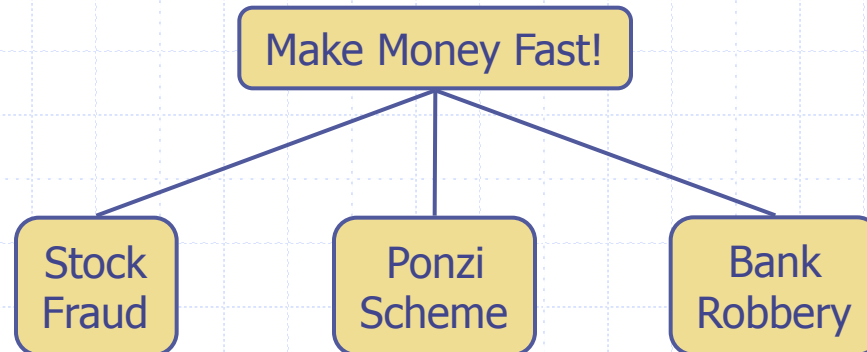 Make Money Fast!
Stock
Fraud
Ponzi
Scheme
Bank
Robbery